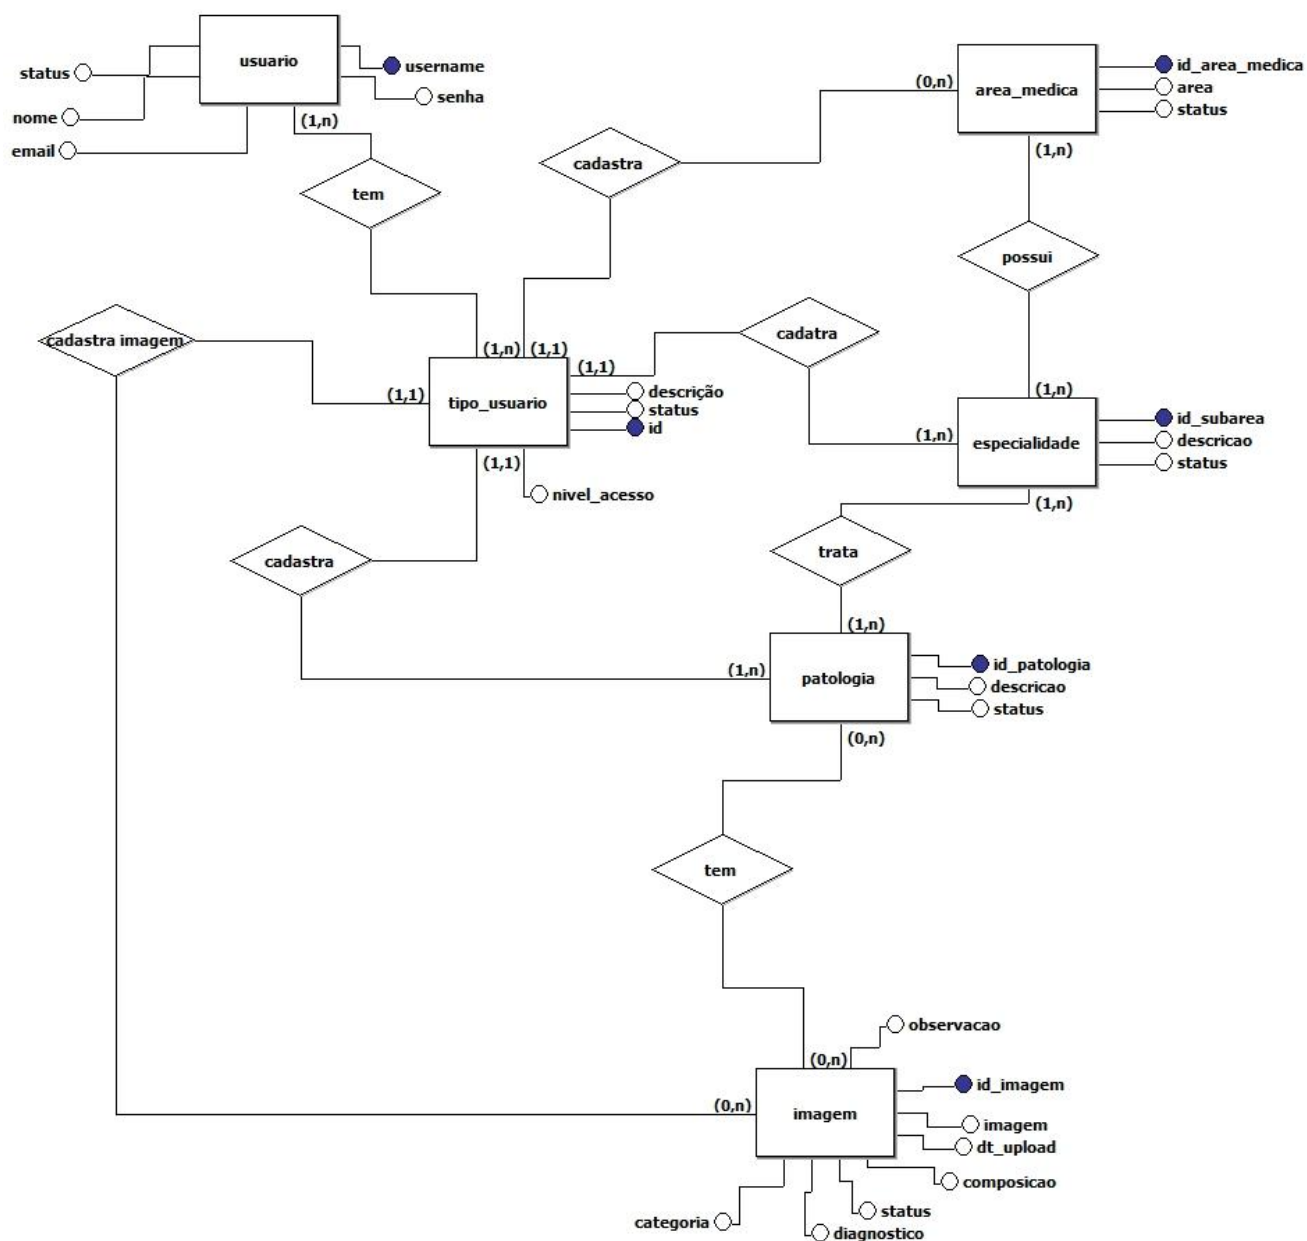 usuario
status
username
senha
nome
email
(1,n)
tem
cadastra
(0,n)
area_medica
id_area_medica
area
status
(1,n)
possui
cadastra imagem
(1,1)
(1,n)
(1,1)
(1,1)
cadatra
tipo_usuario
descrição
status
id
(1,1)
nivel_acesso
(1,n)
(1,n)
especialidade
id_subarea
descricao
status
(1,n)
cadastra
trata
(1,n)
(1,n)
patologia
id_patologia
descricao
status
(0,n)
tem
(0,n)
observacao
(0,n)
imagem
id_imagem
imagem
dt_upload
composicao
status
categoria
diagnostico